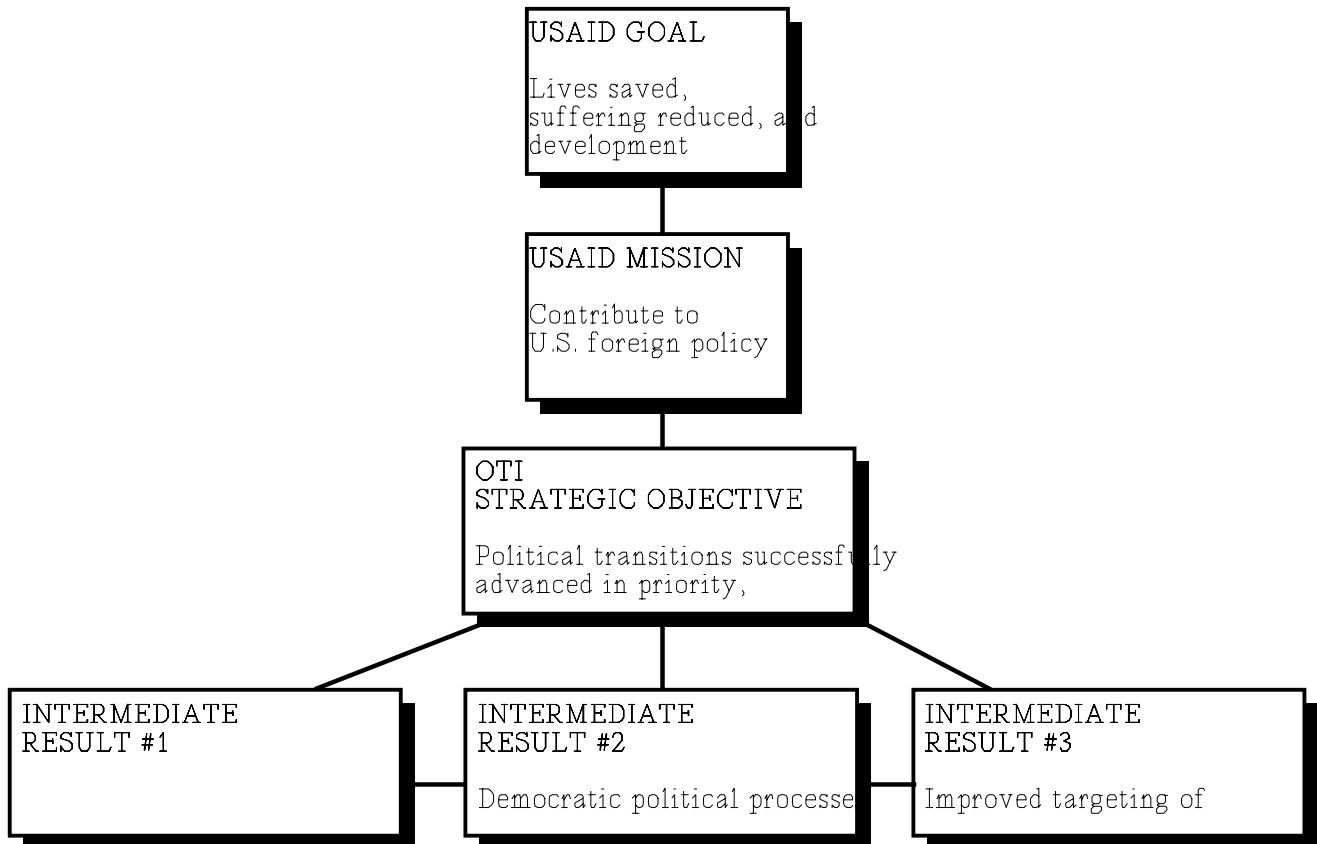 USAID GOAL
Lives saved,
suffering reduced, and
development
USAID MISSION
Contribute to
U.S. foreign policy
OTI
STRATEGIC OBJECTIVE
Political transitions successfully
advanced in priority,
INTERMEDIATE
RESULT #1
INTERMEDIATE
RESULT #2
Democratic political processe
INTERMEDIATE
RESULT #3
Improved targeting of